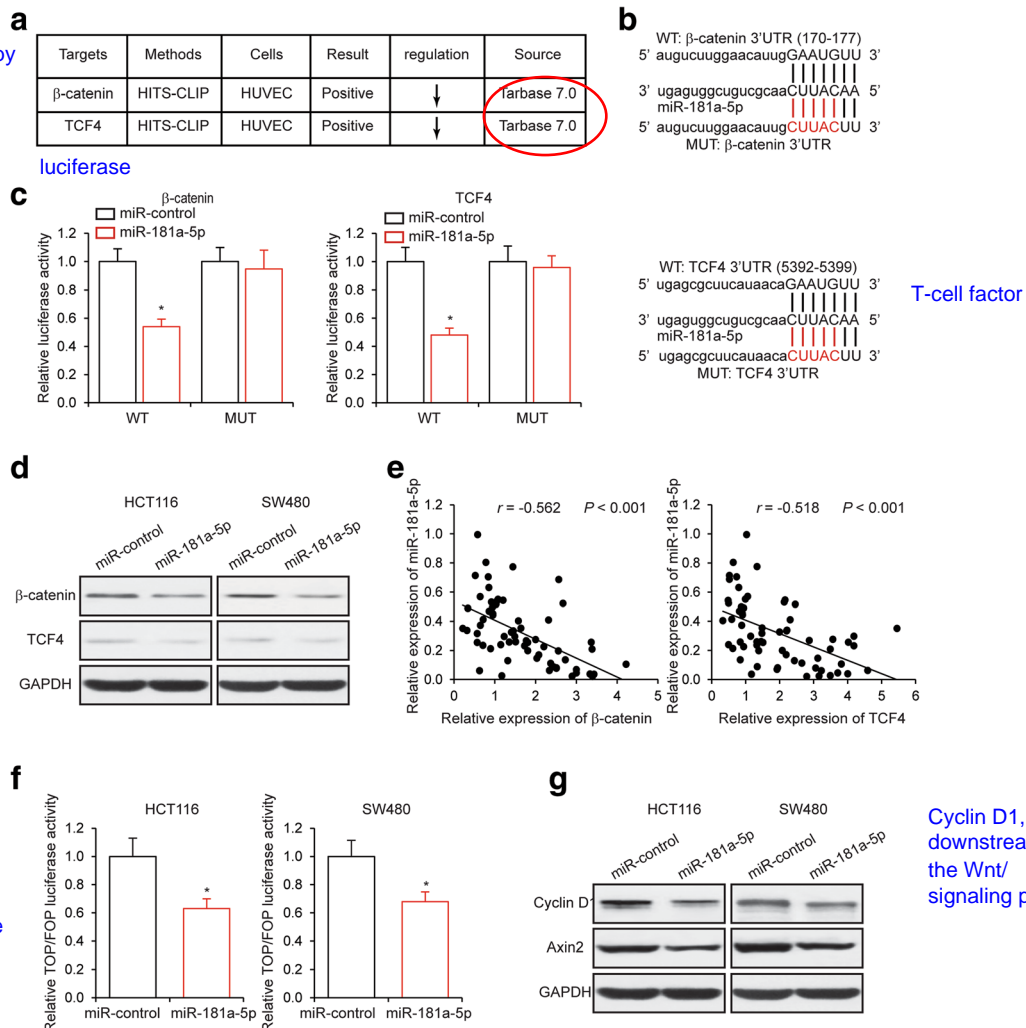 a
Targets Methods Cells Result regulation Source
β-catenin HITS-CLIP HUVEC Positive ↓ Tarbase 7.0
TCF4 HITS-CLIP HUVEC Positive ↓ Tarbase 7.0
luciferase
b
WT: β-catenin 3'UTR (170-177)
5' augucuuggaacauugGAAUGUU 3'
3' ugaguggcugucgcaaCUUACAA 5'
miR-181a-5p
5' augucuuggaacauugCUUACUU 3'
MUT: β-catenin 3'UTR
WT: TCF4 3'UTR (5392-5399)
5' ugagcgcuucauaacaGAAUGUU 3'
3' ugaguggcugucgcaaCUUACAA 5'
miR-181a-5p
5' ugagcgcuucauaacaCUUACUU 3'
MUT: TCF4 3'UTR
T-cell factor
c
β-catenin
miR-control
miR-181a-5p
Relative luciferase activity
1.2
1.0
0.8
0.6
0.4
0.2
0.0
*
WT MUT
TCF4
miR-control
miR-181a-5p
Relative luciferase activity
1.2
1.0
0.8
0.6
0.4
0.2
0.0
*
WT MUT
d
HCT116 SW480
miR-control miR-181a-5p miR-control miR-181a-5p
β-catenin
TCF4
GAPDH
e
Relative expression of miR-181a-5p
1.2
1.0
0.8
0.6
0.4
0.2
0.0
r = -0.562 P < 0.001
0 1 2 3 4 5
Relative expression of β-catenin
Relative expression of miR-181a-5p
1.2
1.0
0.8
0.6
0.4
0.2
0.0
r = -0.518 P < 0.001
0 1 2 3 4 5 6
Relative expression of TCF4
f
HCT116
Relative TOP/FOP luciferase activity
1.2
1.0
0.8
0.6
0.4
0.2
0.0
*
miR-control miR-181a-5p
SW480
Relative TOP/FOP luciferase activity
1.2
1.0
0.8
0.6
0.4
0.2
0.0
*
miR-control miR-181a-5p
g
HCT116 SW480
miR-control miR-181a-5p miR-control miR-181a-5p
Cyclin D1
Axin2
GAPDH
Cyclin D1,
the Wnt/
signaling